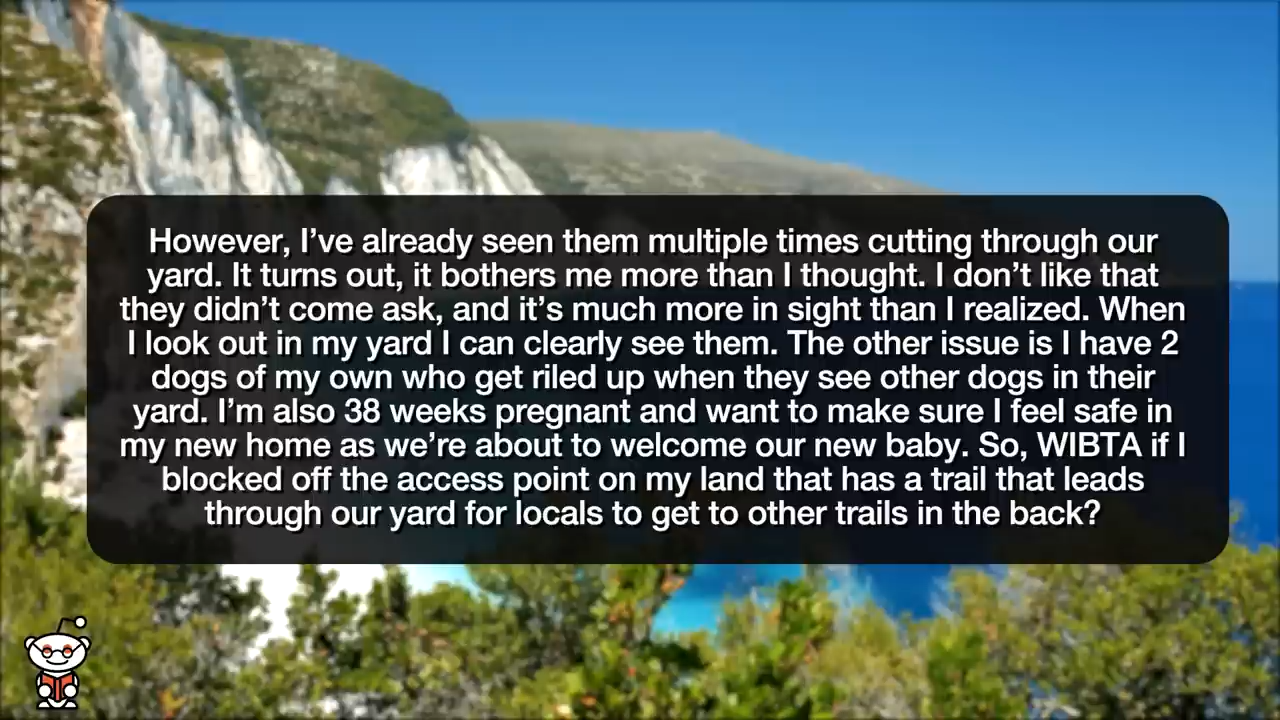 However, I’ve already seen them multiple times cutting through our
yard. It turns out, it bothers me more than I thought. I don’t like that
they didn’t come ask, and it’s much more in sight than I realized. When
I look out in my yard I can clearly see them. The other issue is I have 2
dogs of my own who get riled up when they see other dogs in their
yard. I’m also 38 weeks pregnant and want to make sure I feel safe in
my new home as we’re about to welcome our new baby. So, WIBTA if I
blocked off the access point on my land that has a trail that leads
through our yard for locals to get to other trails in the back?